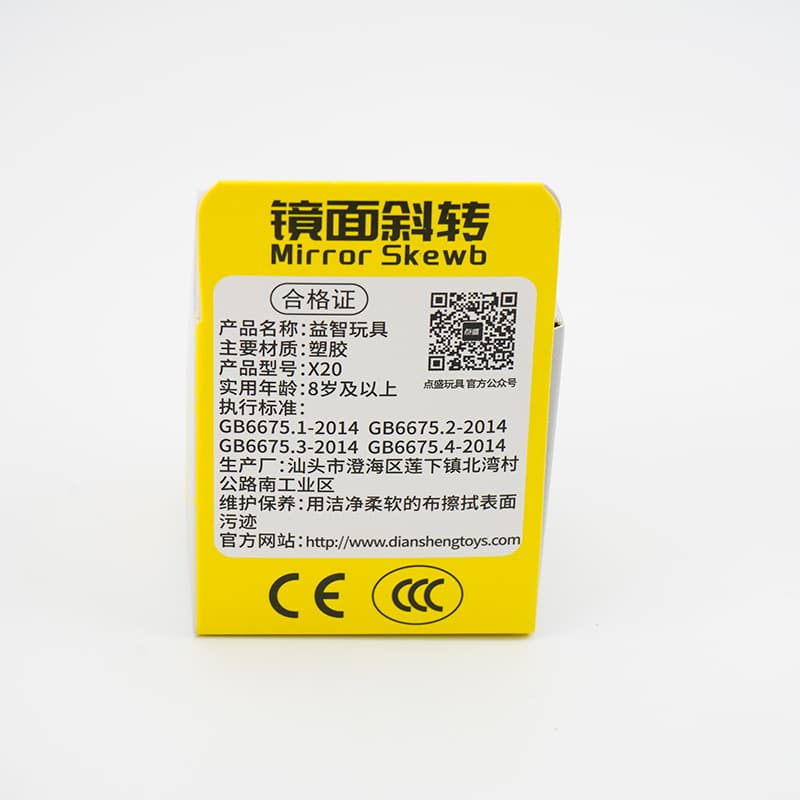 镜面斜转
Mirror Skewb
合格证
产品名称：益智玩具
主要材质：塑胶
产品型号：X20
实用年龄：8岁及以上
执行标准：
GB6675.1-2014 GB6675.2-2014
GB6675.3-2014 GB6675.4-2014
生产厂：汕头市澄海区莲下镇北湾村
公路南工业区
维护保养：用洁净柔软的布擦拭表面
污迹
官方网站：http://www.dianshengtoys.com
点盛
点盛玩具 官方公众号
CE CCC